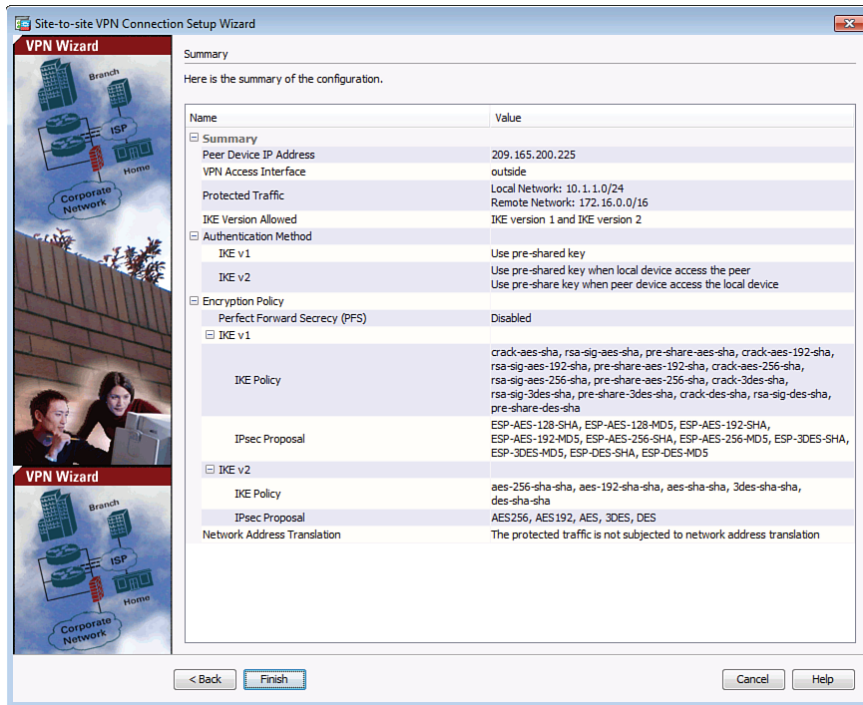 Site-to-site VPN Connection Setup Wizard
VPN Wizard
Branch
ISP
Home
Corporate
Network
VPN Wizard
Branch
ISP
Home
Corporate
Network
Summary
Here is the summary of the configuration.
Name Value
Summary
Peer Device IP Address 209.165.200.225
VPN Access Interface outside
Protected Traffic Local Network: 10.1.1.0/24
Remote Network: 172.16.0.0/16
IKE Version Allowed IKE version 1 and IKE version 2
Authentication Method
IKE v1 Use pre-shared key
IKE v2 Use pre-shared key when local device access the peer
Use pre-share key when peer device access the local device
Encryption Policy
Perfect Forward Secrecy (PFS) Disabled
IKE v1
IKE Policy crack-aes-sha, rsa-sig-aes-sha, pre-share-aes-sha, crack-aes-192-sha,
rsa-sig-aes-192-sha, pre-share-aes-192-sha, crack-aes-256-sha,
rsa-sig-aes-256-sha, pre-share-aes-256-sha, crack-3des-sha,
rsa-sig-3des-sha, pre-share-3des-sha, crack-des-sha, rsa-sig-des-sha,
pre-share-des-sha
IPsec Proposal ESP-AES-128-SHA, ESP-AES-128-MD5, ESP-AES-192-SHA,
ESP-AES-192-MD5, ESP-AES-256-SHA, ESP-AES-256-MD5, ESP-3DES-SHA,
ESP-3DES-MD5, ESP-DES-SHA, ESP-DES-MD5
IKE v2
IKE Policy aes-256-sha-sha, aes-192-sha-sha, aes-sha-sha, 3des-sha-sha,
des-sha-sha
IPsec Proposal AES256, AES192, AES, 3DES, DES
Network Address Translation The protected traffic is not subjected to network address translation
< Back Finish Cancel Help